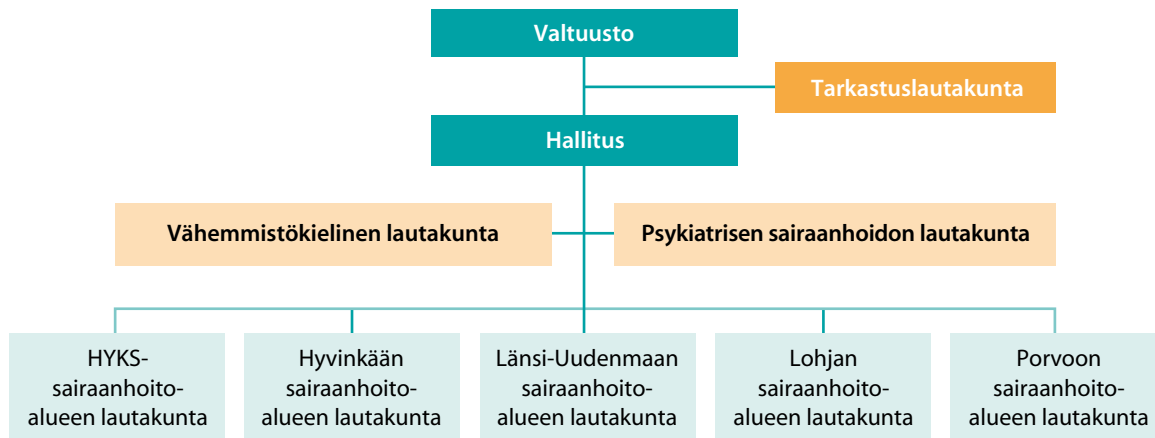 Valtuusto
Tarkastuslautakunta
Hallitus
Vähemmistökielinen lautakunta
Psykiatrisen sairaanhoidon lautakunta
HYKS-
sairaanhoito-
alueen lautakunta
Hyvinkään
sairaanhoito-
alueen lautakunta
Länsi-Uudenmaan
sairaanhoito-
alueen lautakunta
Lohjan
sairaanhoito-
alueen lautakunta
Porvoon
sairaanhoito-
alueen lautakunta